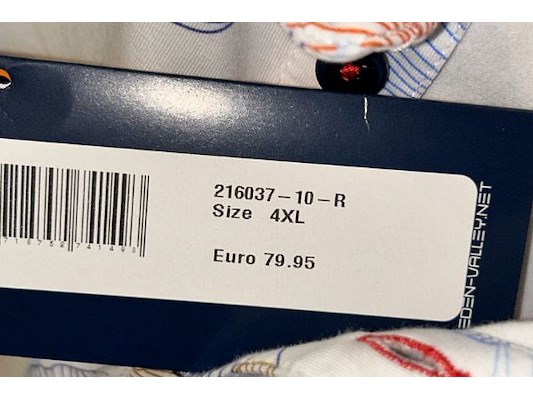 216037-10-R
Size 4XL
Euro 79.95
EDEN-VALLEY.NET